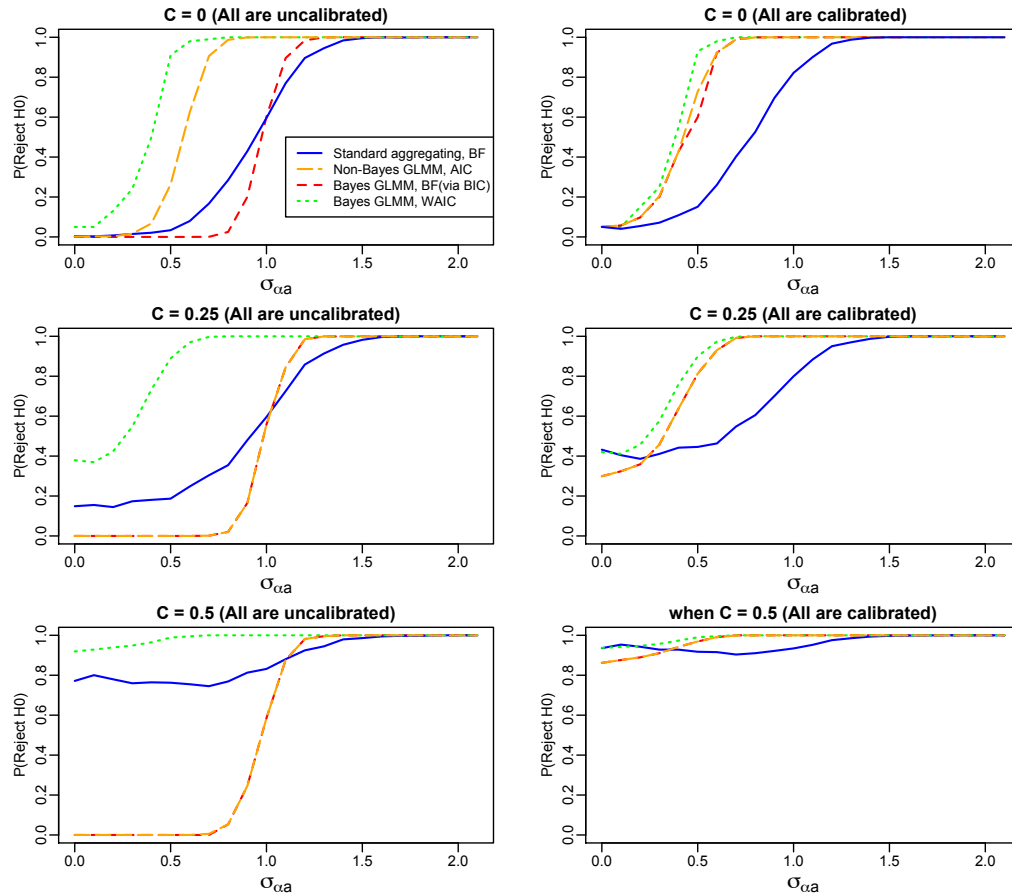 C = 0 (All are uncalibrated)
P(Reject H0)
0.0 0.2 0.4 0.6 0.8 1.0
Standard aggregating, BF
Non-Bayes GLMM, AIC
Bayes GLMM, BF(via BIC)
Bayes GLMM, WAIC
0.0 0.5 1.0 1.5 2.0
σαa
C = 0 (All are calibrated)
P(Reject H0)
0.0 0.2 0.4 0.6 0.8 1.0
0.0 0.5 1.0 1.5 2.0
σαa
C = 0.25 (All are uncalibrated)
P(Reject H0)
0.0 0.2 0.4 0.6 0.8 1.0
0.0 0.5 1.0 1.5 2.0
σαa
C = 0.25 (All are calibrated)
P(Reject H0)
0.0 0.2 0.4 0.6 0.8 1.0
0.0 0.5 1.0 1.5 2.0
σαa
C = 0.5 (All are uncalibrated)
P(Reject H0)
0.0 0.2 0.4 0.6 0.8 1.0
0.0 0.5 1.0 1.5 2.0
σαa
when C = 0.5 (All are calibrated)
P(Reject H0)
0.0 0.2 0.4 0.6 0.8 1.0
0.0 0.5 1.0 1.5 2.0
σαa